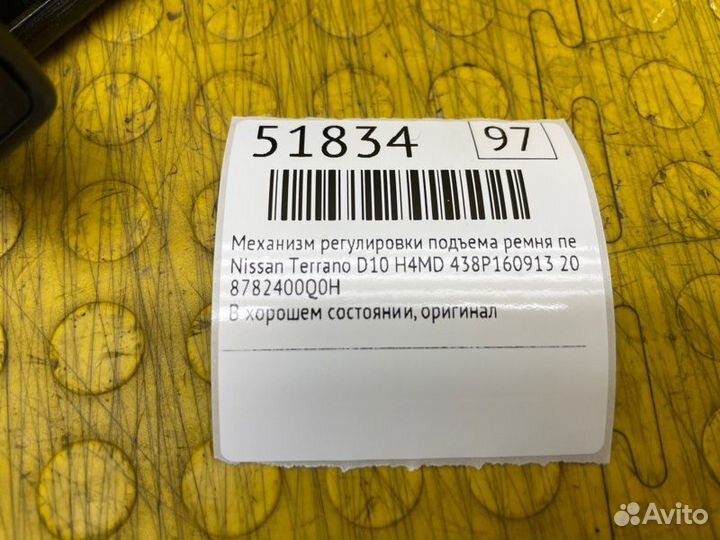 51834 97
Механизм регулировки подъема ремня пе
Nissan Terrano D10 H4MD 438P160913 20
8782400Q0H
В хорошем состоянии, оригинал
Avito